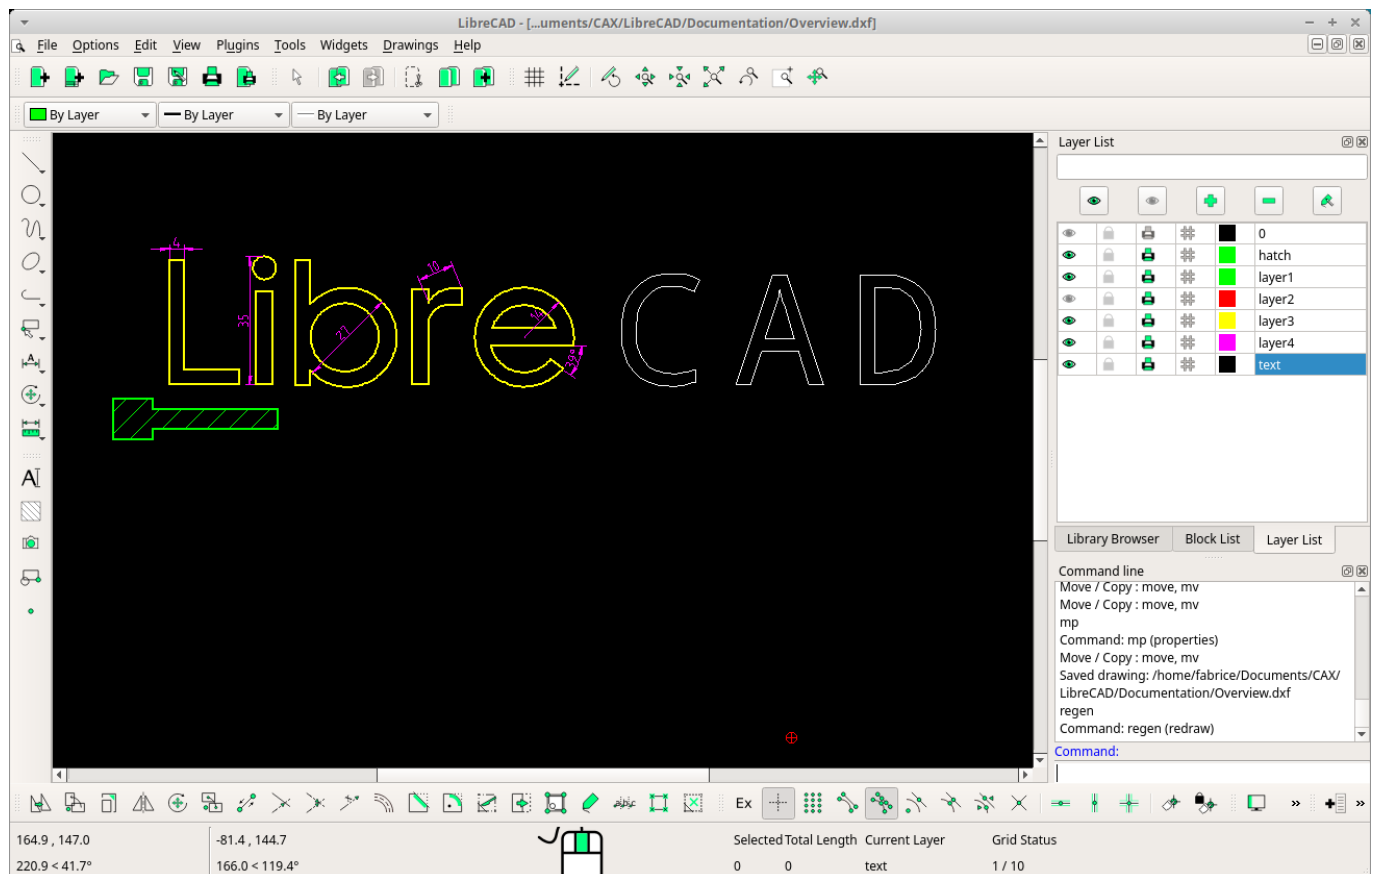 LibreCAD - [...uments/CAX/LibreCAD/Documentation/Overview.dxf]
File Options Edit View Plugins Tools Widgets Drawings Help
By Layer By Layer By Layer
Layer List
0
hatch
layer1
layer2
layer3
layer4
text
4
35
27
10
14
39°
Libre CAD
A
Library Browser Block List Layer List
Command line
Move / Copy : move, mv
Move / Copy : move, mv
mp
Command: mp (properties)
Move / Copy : move, mv
Saved drawing: /home/fabrice/Documents/CAX/
LibreCAD/Documentation/Overview.dxf
regen
Command: regen (redraw)
Command:
Ex » »
164.9 , 147.0 -81.4 , 144.7 Selected Total Length Current Layer Grid Status
220.9 < 41.7° 166.0 < 119.4° 0 0 text 1 / 10